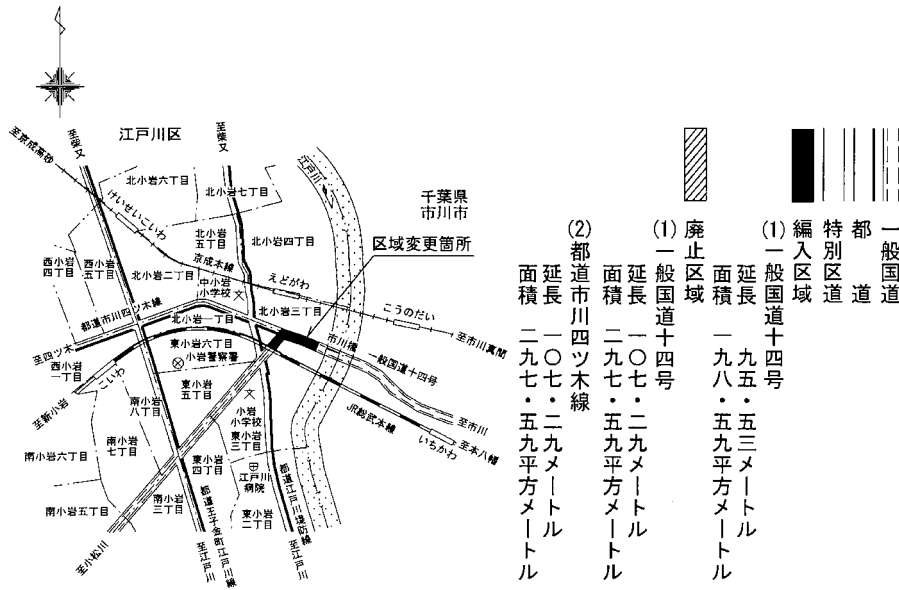 一般国道
都道
特別区道
編入区域
(1)一般国道十四号
延長 九五・五三メートル
面積 一九八・五九平方メートル
廃止区域
(1)一般国道十四号
延長 一〇七・二九メートル
面積 二九七・五九平方メートル
(2)都道市川四ツ木線
延長 一〇七・二九メートル
面積 二九七・五九平方メートル
江戸川区
至京成高砂
至柴又
至柴又
北小岩六丁目
北小岩七丁目
江戸川
千葉県
市川市
区域変更箇所
けいせいこいわ
北小岩
五丁目
北小岩四丁目
西小岩
四丁目
西小岩
五丁目
北小岩二丁目
京成本線
えどがわ
中小岩
小学校
こうのだい
至市川真間
都道市川四ツ木線
北小岩一丁目
北小岩三丁目
至四ツ木
東小岩六丁目
小岩警察署
市川橋
一般国道十四号
西小岩
一丁目
こいわ
至新小岩
東小岩
五丁目
南小岩
八丁目
小岩
小学校
JR総武本線
至市川
いちかわ
至本八幡
南小岩六丁目
南小岩
七丁目
東小岩
三丁目
東小岩
四丁目
江戸川
病院
南小岩五丁目
南小岩
三丁目
東小岩
二丁目
都道王子金町江戸川線
都道江戸川堤防線
至小松川
至江戸川
至江戸川